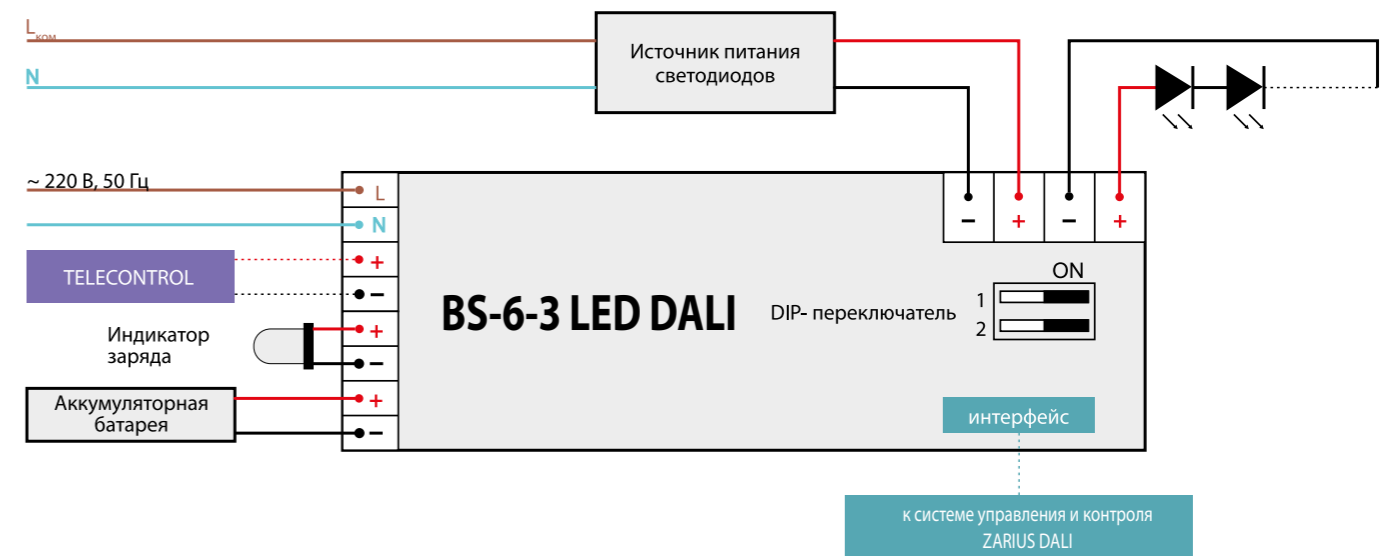 L ком
N
Источник питания
светодиодов
~ 220 В, 50 Гц
L
N
TELECONTROL
+
−
Индикатор
заряда
+
−
Аккумуляторная
батарея
+
−
BS-6-3 LED DALI
− + − +
DIP- переключатель
ON
1
2
интерфейс
к системе управления и контроля
ZARIUS DALI